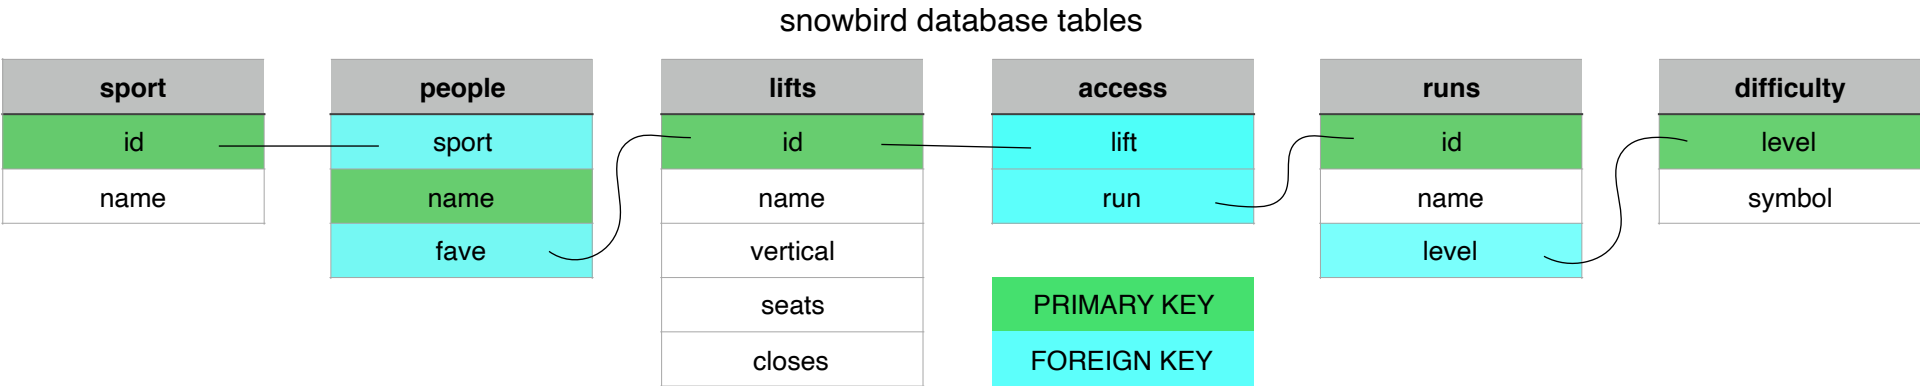 snowbird database tables
sport people lifts access runs difficulty
id sport id lift id level
name name name run name symbol
fave vertical level
seats PRIMARY KEY
closes FOREIGN KEY